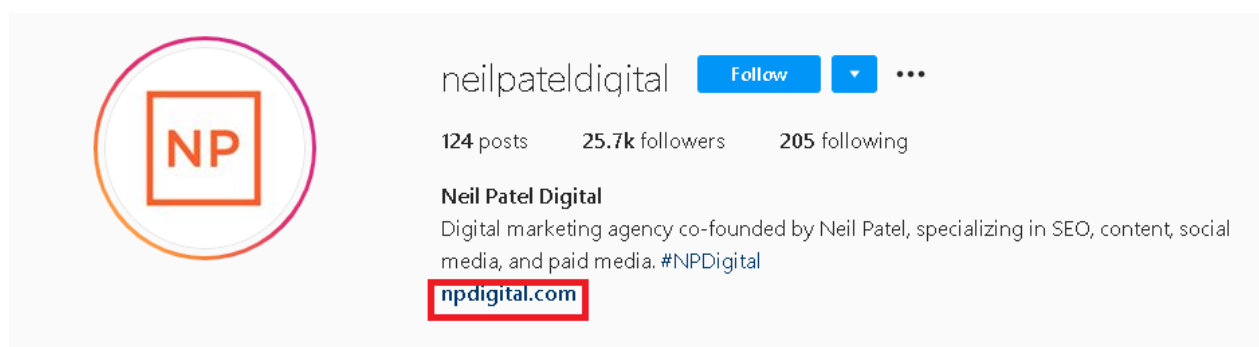 NP
neilpateldigital Follow
124 posts 25.7k followers 205 following
Neil Patel Digital
Digital marketing agency co-founded by Neil Patel, specializing in SEO, content, social
media, and paid media. #NPDigital
npdigital.com